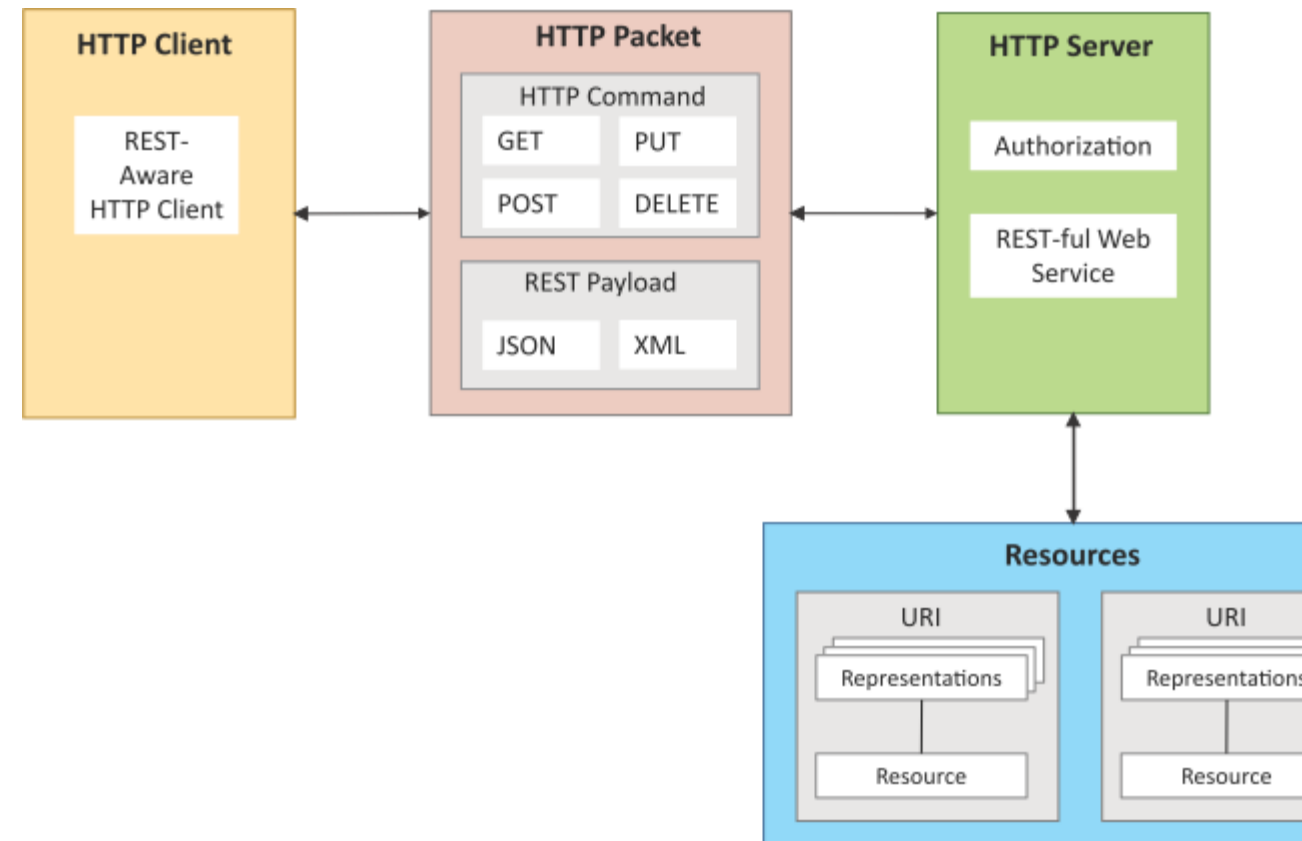 HTTP Client
REST-
Aware
HTTP Client
HTTP Packet
HTTP Command
GET
PUT
POST
DELETE
REST Payload
JSON
XML
HTTP Server
Authorization
REST-ful Web
Service
Resources
URI
Representations
Resource
URI
Representations
Resource